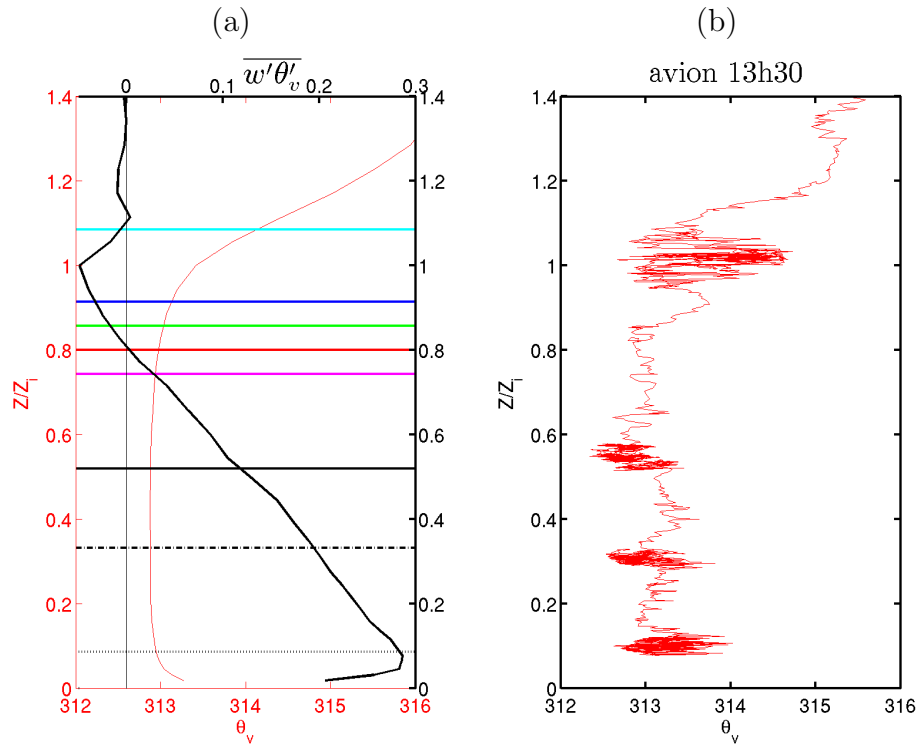 (a)
(b)
w′θ′v
avion 13h30
0 0.1 0.2 0.3
1.4 1.4 1.4
1.2 1.2 1.2
1 1 1
0.8 0.8 0.8
Z/Zi Z/Zi
0.6 0.6 0.6
0.4 0.4 0.4
0.2 0.2 0.2
0 0 0
312 313 314 315 316
312 313 314 315 316
θv
θv